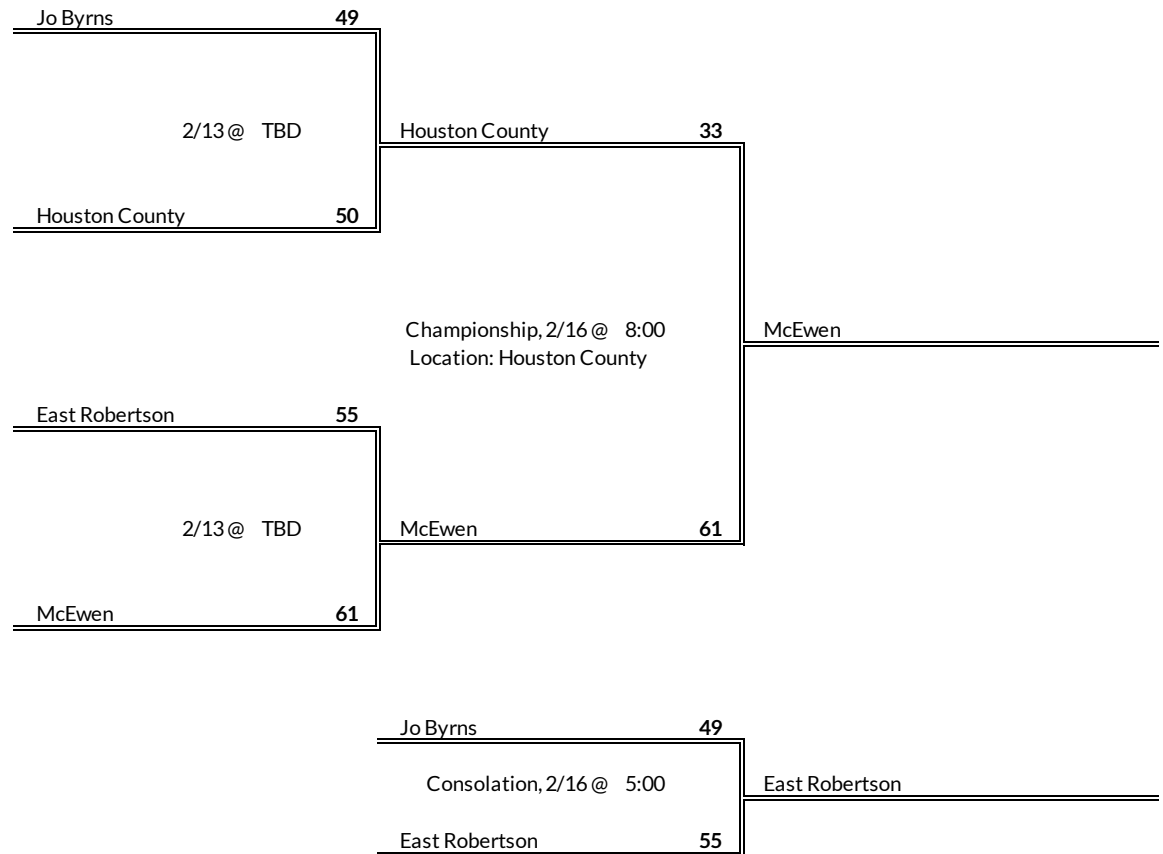 Jo Byrns 49
2/13 @ TBD
Houston County 33
Houston County 50
Championship, 2/16 @ 8:00
Location: Houston County
McEwen
East Robertson 55
2/13 @ TBD
McEwen 61
McEwen 61
Jo Byrns 49
Consolation, 2/16 @ 5:00
East Robertson
East Robertson 55